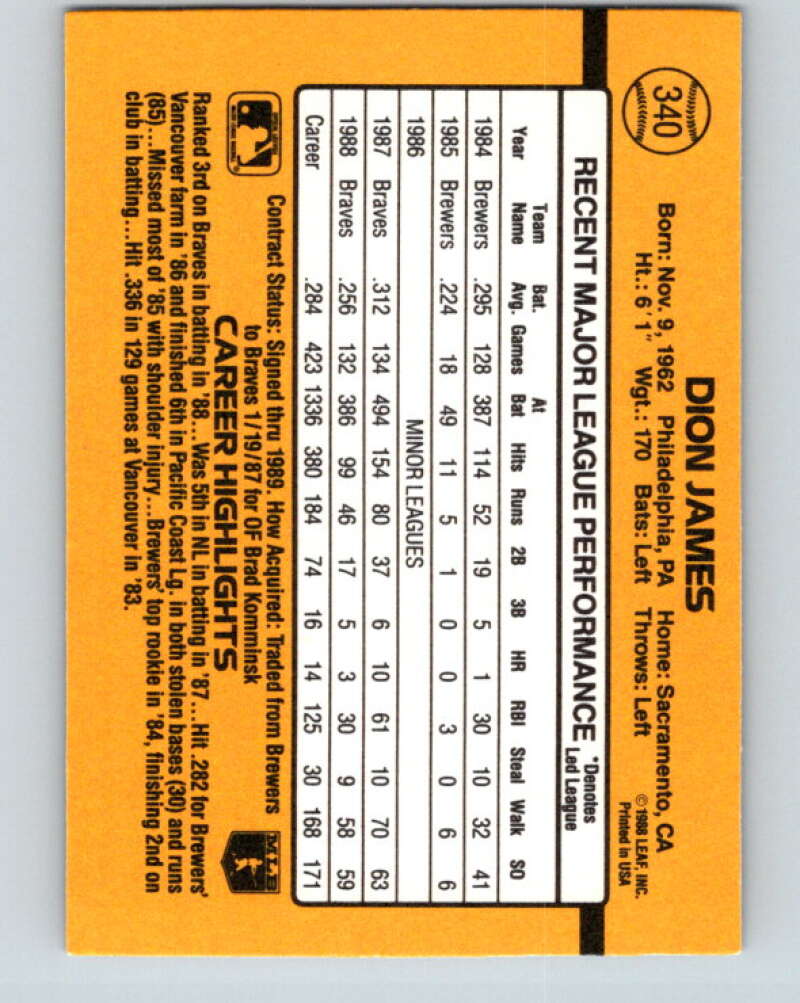 340
DION JAMES
Born: Nov. 9, 1962 Philadelphia, PA Home: Sacramento, CA
Ht.: 6'1" Wgt.: 170 Bats: Left Throws: Left
© 1988 LEAF, INC.
Printed in USA
RECENT MAJOR LEAGUE PERFORMANCE *Denotes Led League
Year Team Name Bat. Avg. Games At Bat Hits Runs 2B 3B HR RBI Steal Walk SO
1984 Brewers .295 128 387 114 52 19 5 1 30 10 32 41
1985 Brewers .224 18 49 11 5 1 0 0 3 0 6 6
1986 MINOR LEAGUES
1987 Braves .312 134 494 154 80 37 6 10 61 10 70 63
1988 Braves .256 132 386 99 46 17 5 3 30 9 58 59
Career .284 423 1336 380 184 74 16 14 125 30 168 171
Contract Status: Signed thru 1989. How Acquired: Traded from Brewers
to Braves 1/19/87 for OF Brad Komminsk
CAREER HIGHLIGHTS
MLB
Ranked 3rd on Braves in batting in '88...Was 5th in NL in batting in '87...Hit .282 for Brewers'
Vancouver farm in '86 and finished 6th in Pacific Coast Lg. in both stolen bases (30) and runs
(85)...Missed most of '85 with shoulder injury...Brewers' top rookie in '84, finishing 2nd on
club in batting...Hit .336 in 129 games at Vancouver in '83.